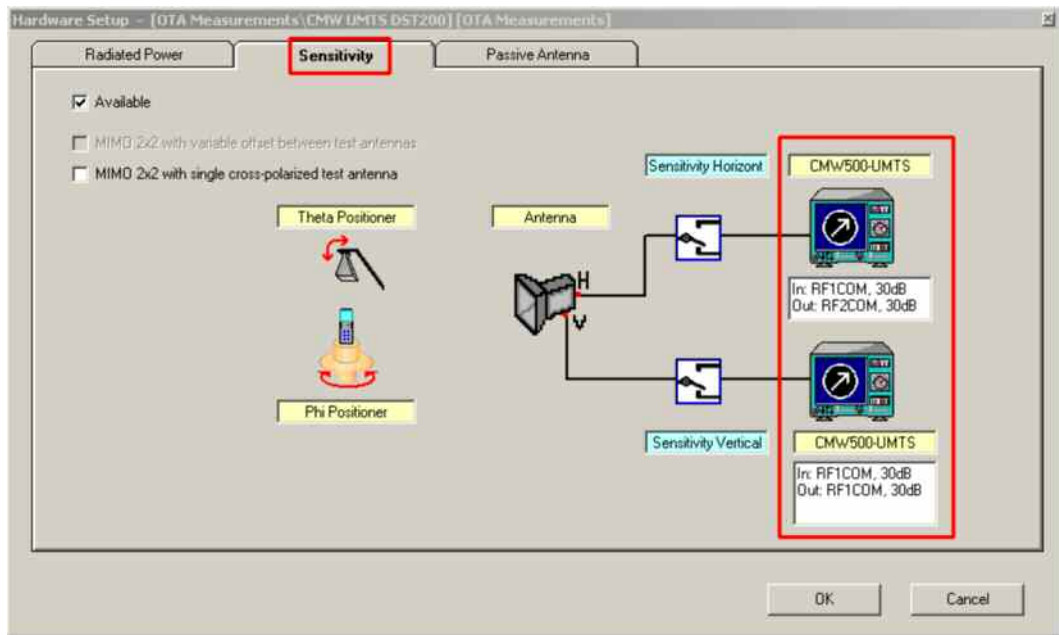 Hardware Setup - [OTA Measurements\CMW UMTS DST200] [OTA Measurements]
Radiated Power
Sensitivity
Passive Antenna
Available
MIMO 2x2 with variable offset between test antennas
MIMO 2x2 with single cross-polarized test antenna
Sensitivity Horizont
CMW500-UMTS
Theta Positioner
Antenna
H
V
In: RF1COM, 30dB
Out: RF2COM, 30dB
Phi Positioner
Sensitivity Vertical
CMW500-UMTS
In: RF1COM, 30dB
Out: RF1COM, 30dB
OK
Cancel